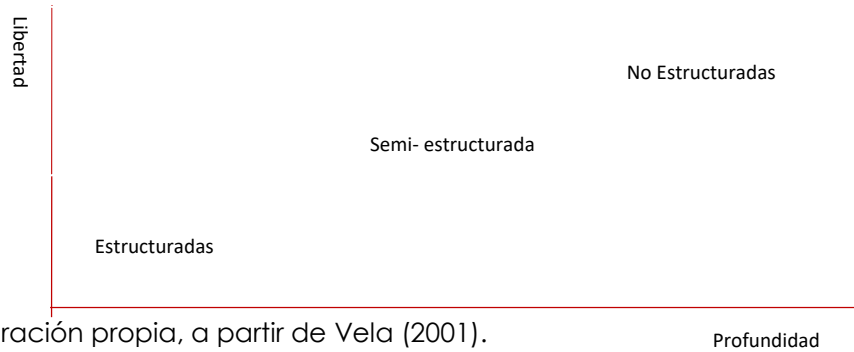 Libertad
No Estructuradas
Semi- estructurada
Estructuradas
ración propia, a partir de Vela (2001).
Profundidad